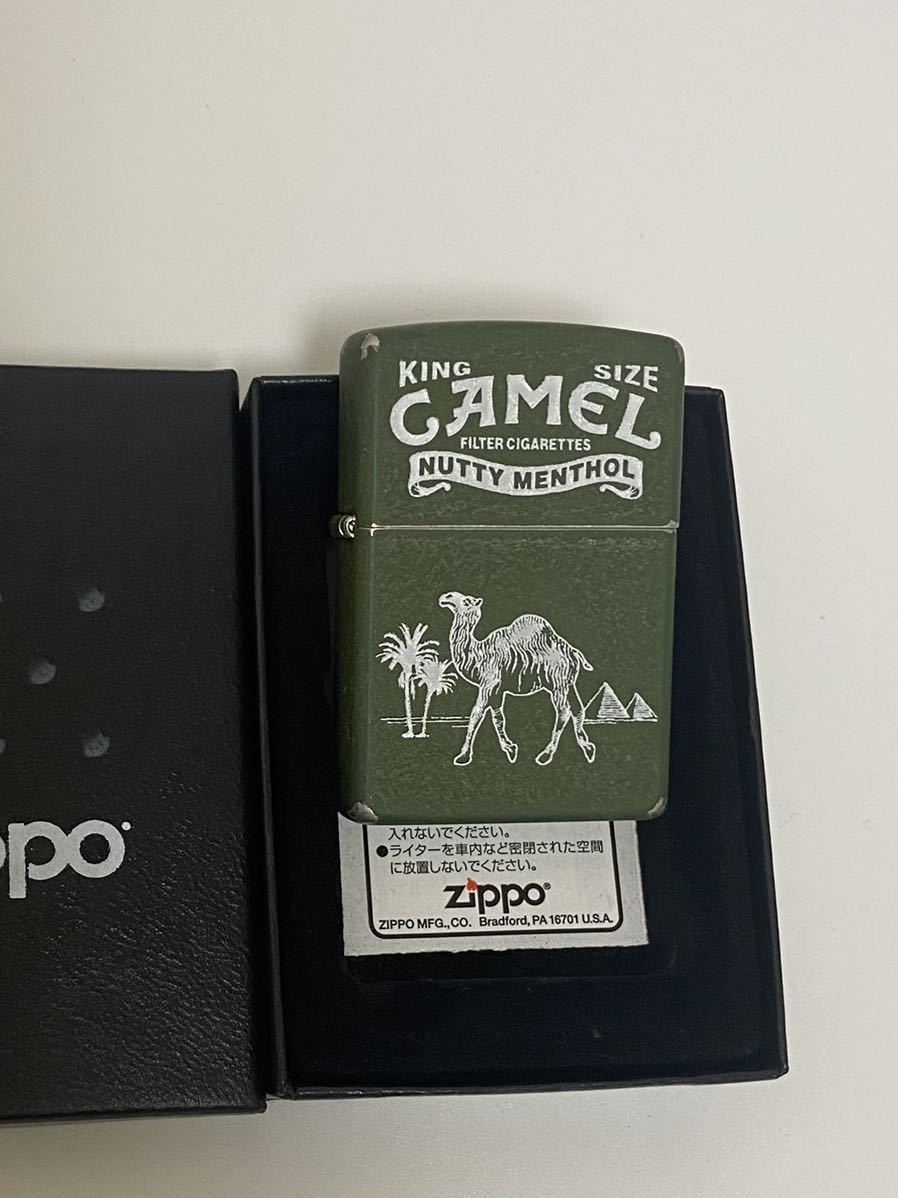 KING SIZE
CAMEL
FILTER CIGARETTES
NUTTY MENTHOL
入れないでください。
●ライターを車内など密閉された空間
に放置しないでください。
zippo®
ZIPPO MFG., CO. Bradford, PA 16701 U.S.A.
ppo